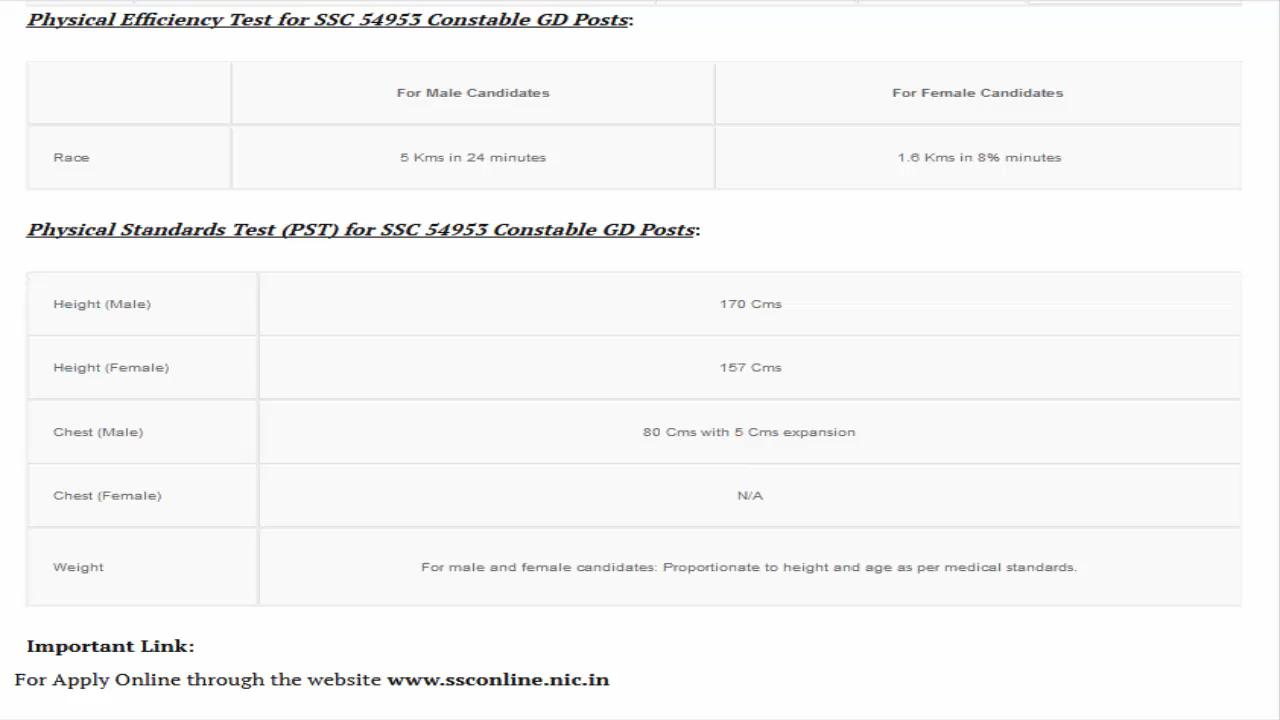 Physical Efficiency Test for SSC 54953 Constable GD Posts:
For Male Candidates For Female Candidates
Race 5 Kms in 24 minutes 1.6 Kms in 8% minutes
Physical Standards Test (PST) for SSC 54953 Constable GD Posts:
Height (Male) 170 Cms
Height (Female) 157 Cms
Chest (Male) 80 Cms with 5 Cms expansion
Chest (Female) N/A
Weight For male and female candidates: Proportionate to height and age as per medical standards.
Important Link:
For Apply Online through the website www.ssconline.nic.in